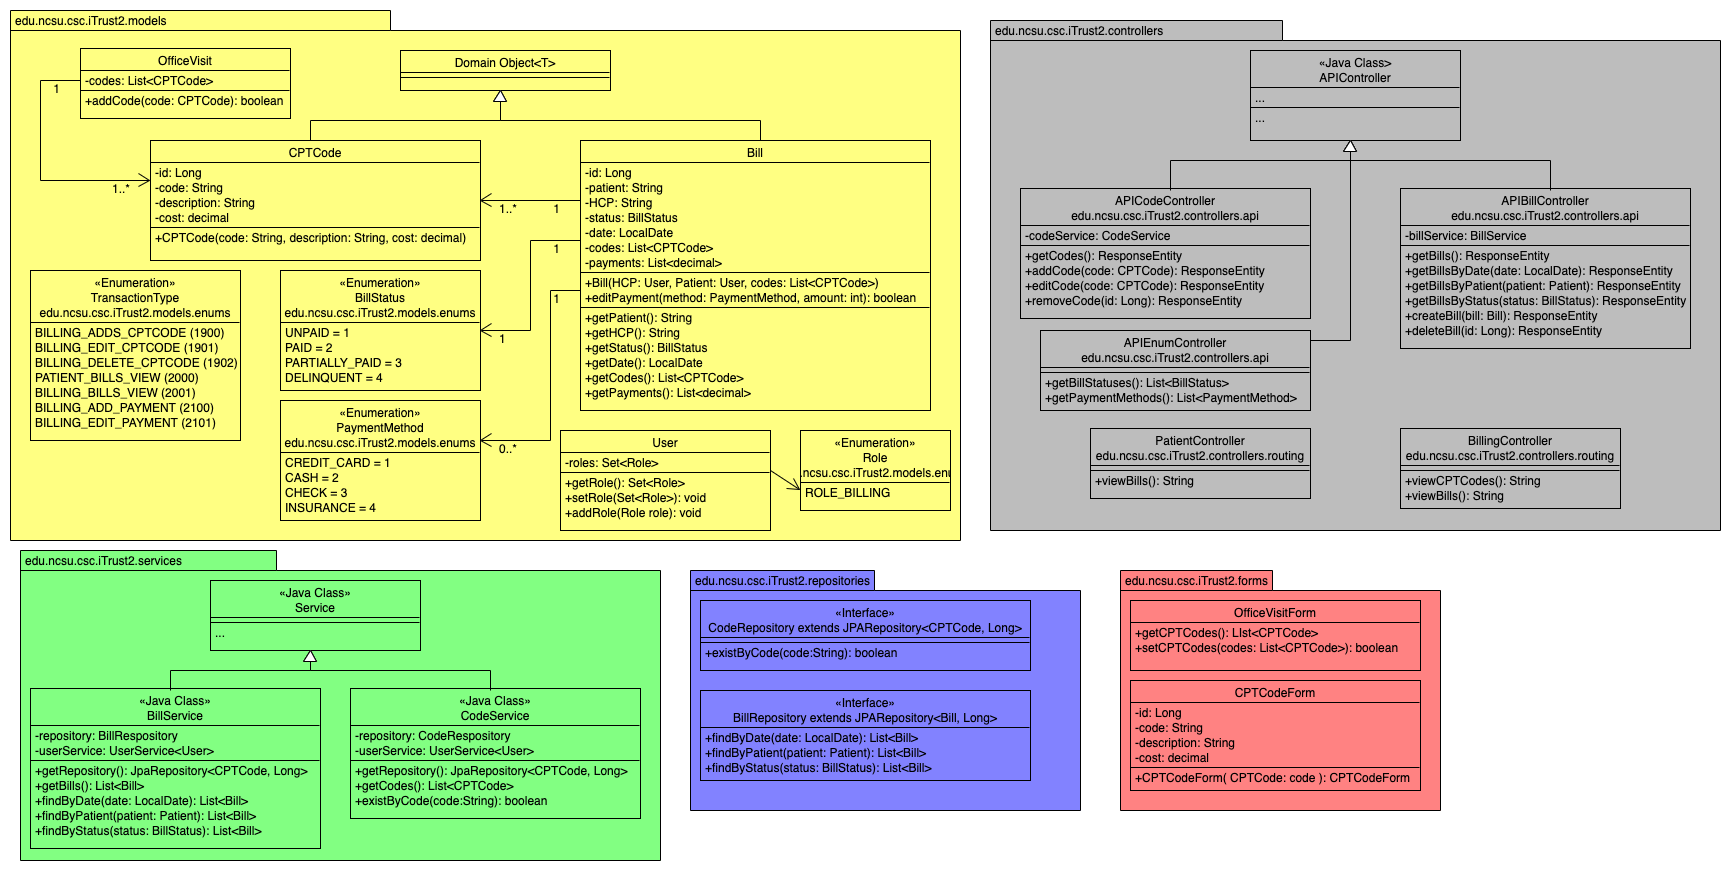 edu.ncsu.csc.iTrust2.models
OfficeVisit
-codes: List<CPTCode>
+addCode(code: CPTCode): boolean
1
1..*
Domain Object<T>
CPTCode
-id: Long
-code: String
-description: String
-cost: decimal
+CPTCode(code: String, description: String, cost: decimal)
Bill
-id: Long
-patient: String
-HCP: String
-status: BillStatus
-date: LocalDate
-codes: List<CPTCode>
-payments: List<decimal>
+Bill(HCP: User, Patient: User, codes: List<CPTCode>)
+editPayment(method: PaymentMethod, amount: int): boolean
+getPatient(): String
+getHCP(): String
+getStatus(): BillStatus
+getDate(): LocalDate
+getCodes(): List<CPTCode>
+getPayments(): List<decimal>
1..*
1
1
1
1
0..*
«Enumeration»
TransactionType
edu.ncsu.csc.iTrust2.models.enums
BILLING_ADDS_CPTCODE (1900)
BILLING_EDIT_CPTCODE (1901)
BILLING_DELETE_CPTCODE (1902)
PATIENT_BILLS_VIEW (2000)
BILLING_BILLS_VIEW (2001)
BILLING_ADD_PAYMENT (2100)
BILLING_EDIT_PAYMENT (2101)
«Enumeration»
BillStatus
edu.ncsu.csc.iTrust2.models.enums
UNPAID = 1
PAID = 2
PARTIALLY_PAID = 3
DELINQUENT = 4
«Enumeration»
PaymentMethod
edu.ncsu.csc.iTrust2.models.enums
CREDIT_CARD = 1
CASH = 2
CHECK = 3
INSURANCE = 4
User
-roles: Set<Role>
+getRole(): Set<Role>
+setRole(Set<Role>): void
+addRole(Role role): void
«Enumeration»
Role
.ncsu.csc.iTrust2.models.enu
ROLE_BILLING
edu.ncsu.csc.iTrust2.controllers
«Java Class»
APIController
...
...
APICodeController
edu.ncsu.csc.iTrust2.controllers.api
-codeService: CodeService
+getCodes(): ResponseEntity
+addCode(code: CPTCode): ResponseEntity
+editCode(code: CPTCode): ResponseEntity
+removeCode(id: Long): ResponseEntity
APIBillController
edu.ncsu.csc.iTrust2.controllers.api
-billService: BillService
+getBills(): ResponseEntity
+getBillsByDate(date: LocalDate): ResponseEntity
+getBillsByPatient(patient: Patient): ResponseEntity
+getBillsByStatus(status: BillStatus): ResponseEntity
+createBill(bill: Bill): ResponseEntity
+deleteBill(id: Long): ResponseEntity
APIEnumController
edu.ncsu.csc.iTrust2.controllers.api
+getBillStatuses(): List<BillStatus>
+getPaymentMethods(): List<PaymentMethod>
PatientController
edu.ncsu.csc.iTrust2.controllers.routing
+viewBills(): String
BillingController
edu.ncsu.csc.iTrust2.controllers.routing
+viewCPTCodes(): String
+viewBills(): String
edu.ncsu.csc.iTrust2.services
«Java Class»
Service
...
«Java Class»
BillService
-repository: BillRespository
-userService: UserService<User>
+getRepository(): JpaRepository<CPTCode, Long>
+getBills(): List<Bill>
+findByDate(date: LocalDate): List<Bill>
+findByPatient(patient: Patient): List<Bill>
+findByStatus(status: BillStatus): List<Bill>
«Java Class»
CodeService
-repository: CodeRespository
-userService: UserService<User>
+getRepository(): JpaRepository<CPTCode, Long>
+getCodes(): List<CPTCode>
+existByCode(code:String): boolean
edu.ncsu.csc.iTrust2.repositories
«Interface»
CodeRepository extends JPARepository<CPTCode, Long>
+existByCode(code:String): boolean
«Interface»
BillRepository extends JPARepository<Bill, Long>
+findByDate(date: LocalDate): List<Bill>
+findByPatient(patient: Patient): List<Bill>
+findByStatus(status: BillStatus): List<Bill>
edu.ncsu.csc.iTrust2.forms
OfficeVisitForm
+getCPTCodes(): LIst<CPTCode>
+setCPTCodes(codes: List<CPTCode>): boolean
CPTCodeForm
-id: Long
-code: String
-description: String
-cost: decimal
+CPTCodeForm( CPTCode: code ): CPTCodeForm